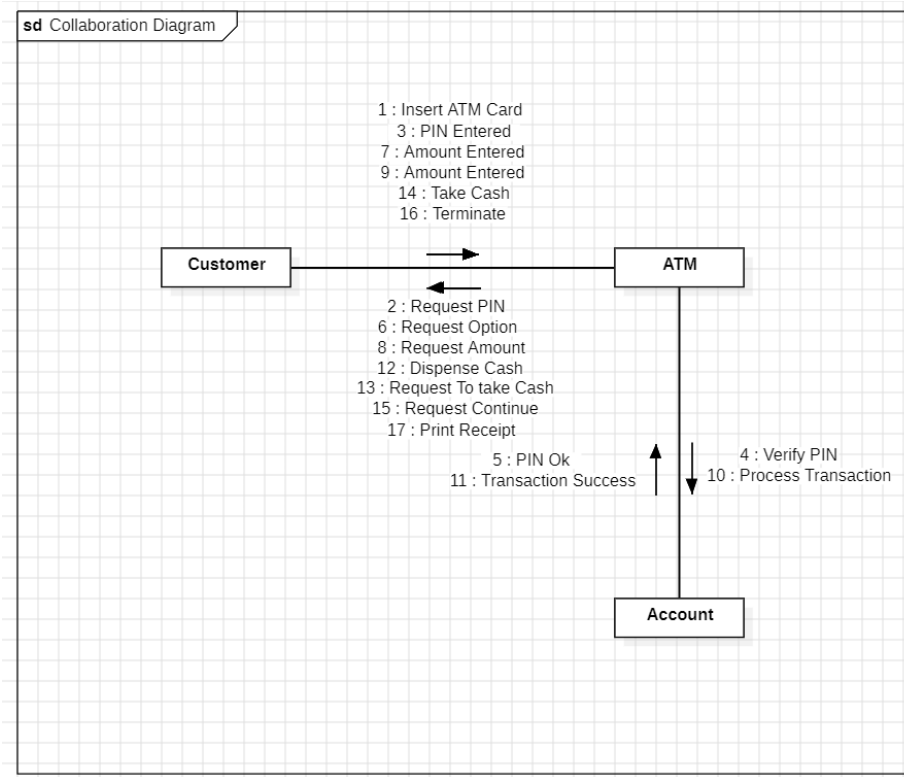 sd Collaboration Diagram
1 : Insert ATM Card
3 : PIN Entered
7 : Amount Entered
9 : Amount Entered
14 : Take Cash
16 : Terminate
Customer
ATM
2 : Request PIN
6 : Request Option
8 : Request Amount
12 : Dispense Cash
13 : Request To take Cash
15 : Request Continue
17 : Print Receipt
5 : PIN Ok
11 : Transaction Success
4 : Verify PIN
10 : Process Transaction
Account